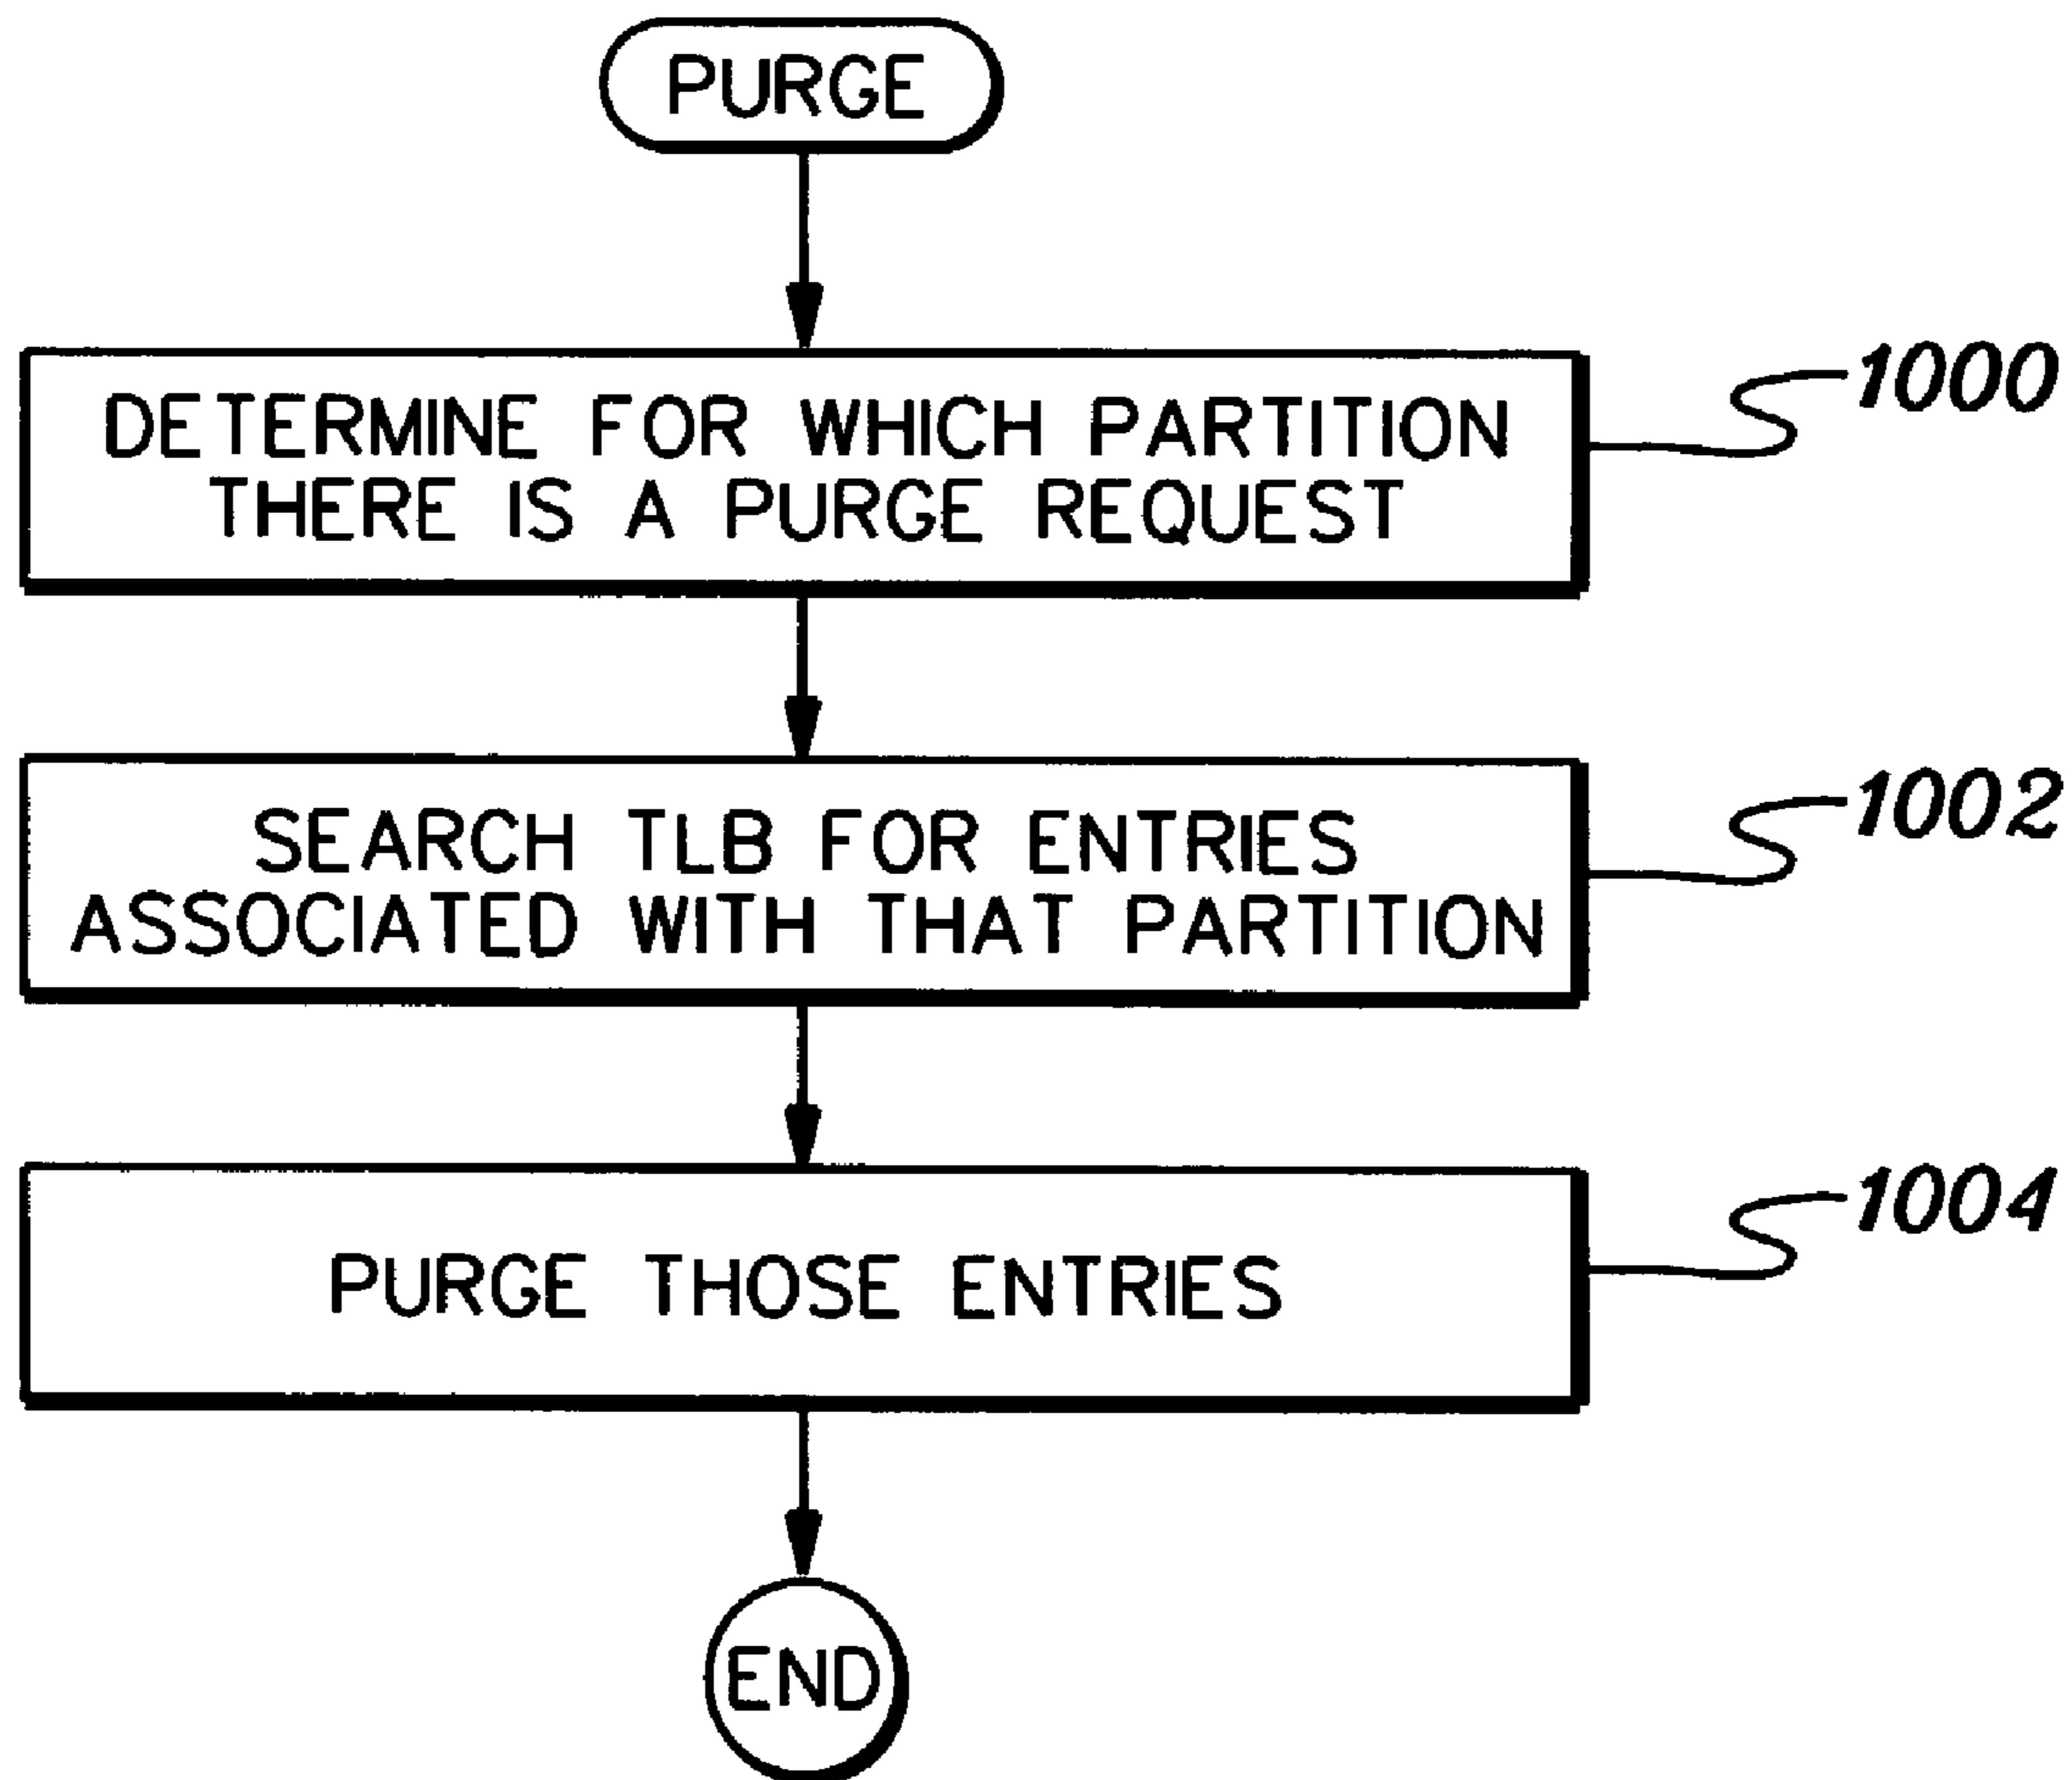 PURGE
DETERMINE FOR WHICH PARTITION
THERE IS A PURGE REQUEST
1000
SEARCH TLB FOR ENTRIES
ASSOCIATED WITH THAT PARTITION
1002
PURGE THOSE ENTRIES
1004
END